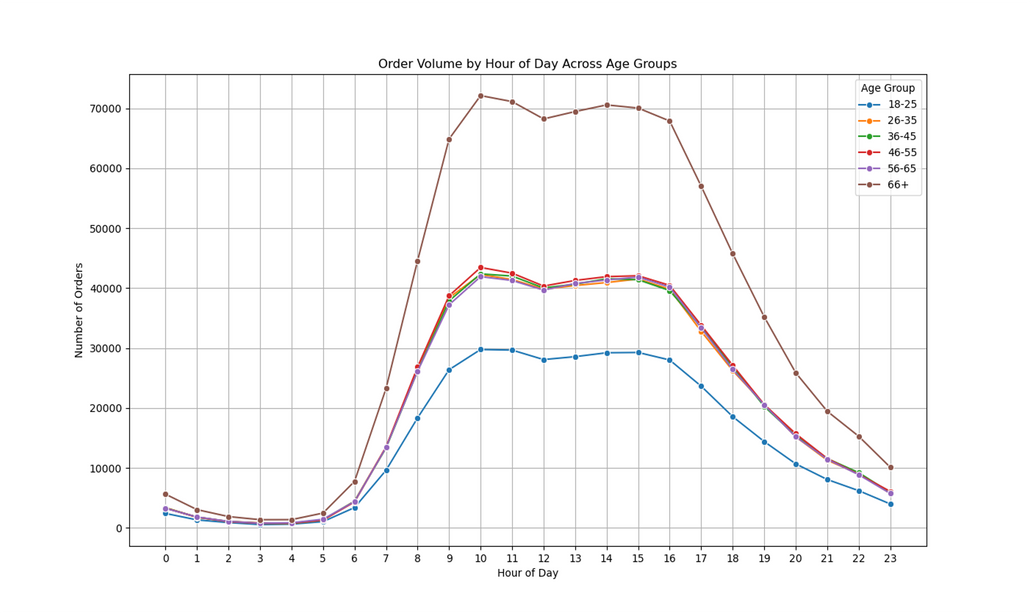 Order Volume by Hour of Day Across Age Groups
Number of Orders
70000
60000
50000
40000
30000
20000
10000
0
Age Group
18-25
26-35
36-45
46-55
56-65
66+
0 1 2 3 4 5 6 7 8 9 10 11 12 13 14 15 16 17 18 19 20 21 22 23
Hour of Day